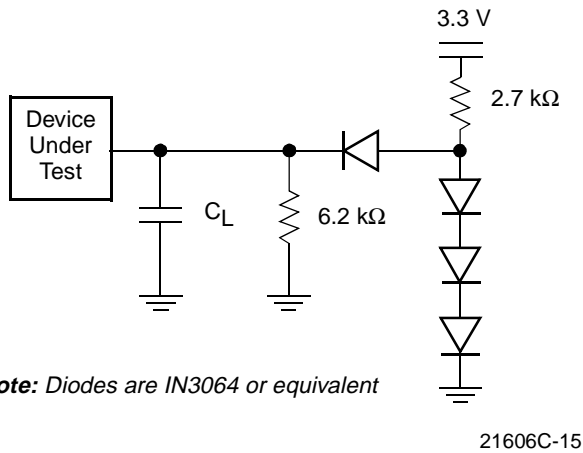 3.3 V
2.7 kΩ
Device
Under
Test
CL
6.2 kΩ
ote: Diodes are IN3064 or equivalent
21606C-15